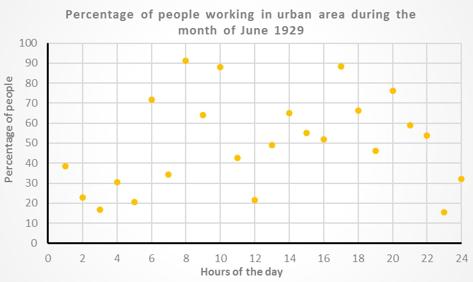 Percentage of people working in urban area during the
month of June 1929
Percentage of people
100
90
80
70
60
50
40
30
20
10
0
0 2 4 6 8 10 12 14 16 18 20 22 24
Hours of the day